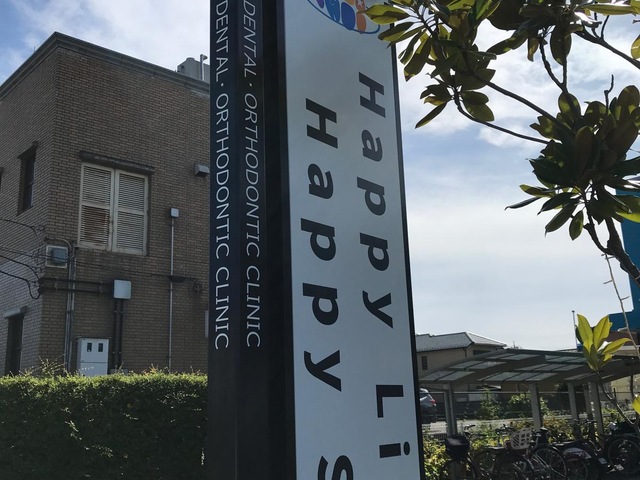 DENTAL · ORTHODONTIC CLINIC
DENTAL · ORTHODONTIC CLINIC
Happy Li
Happy S